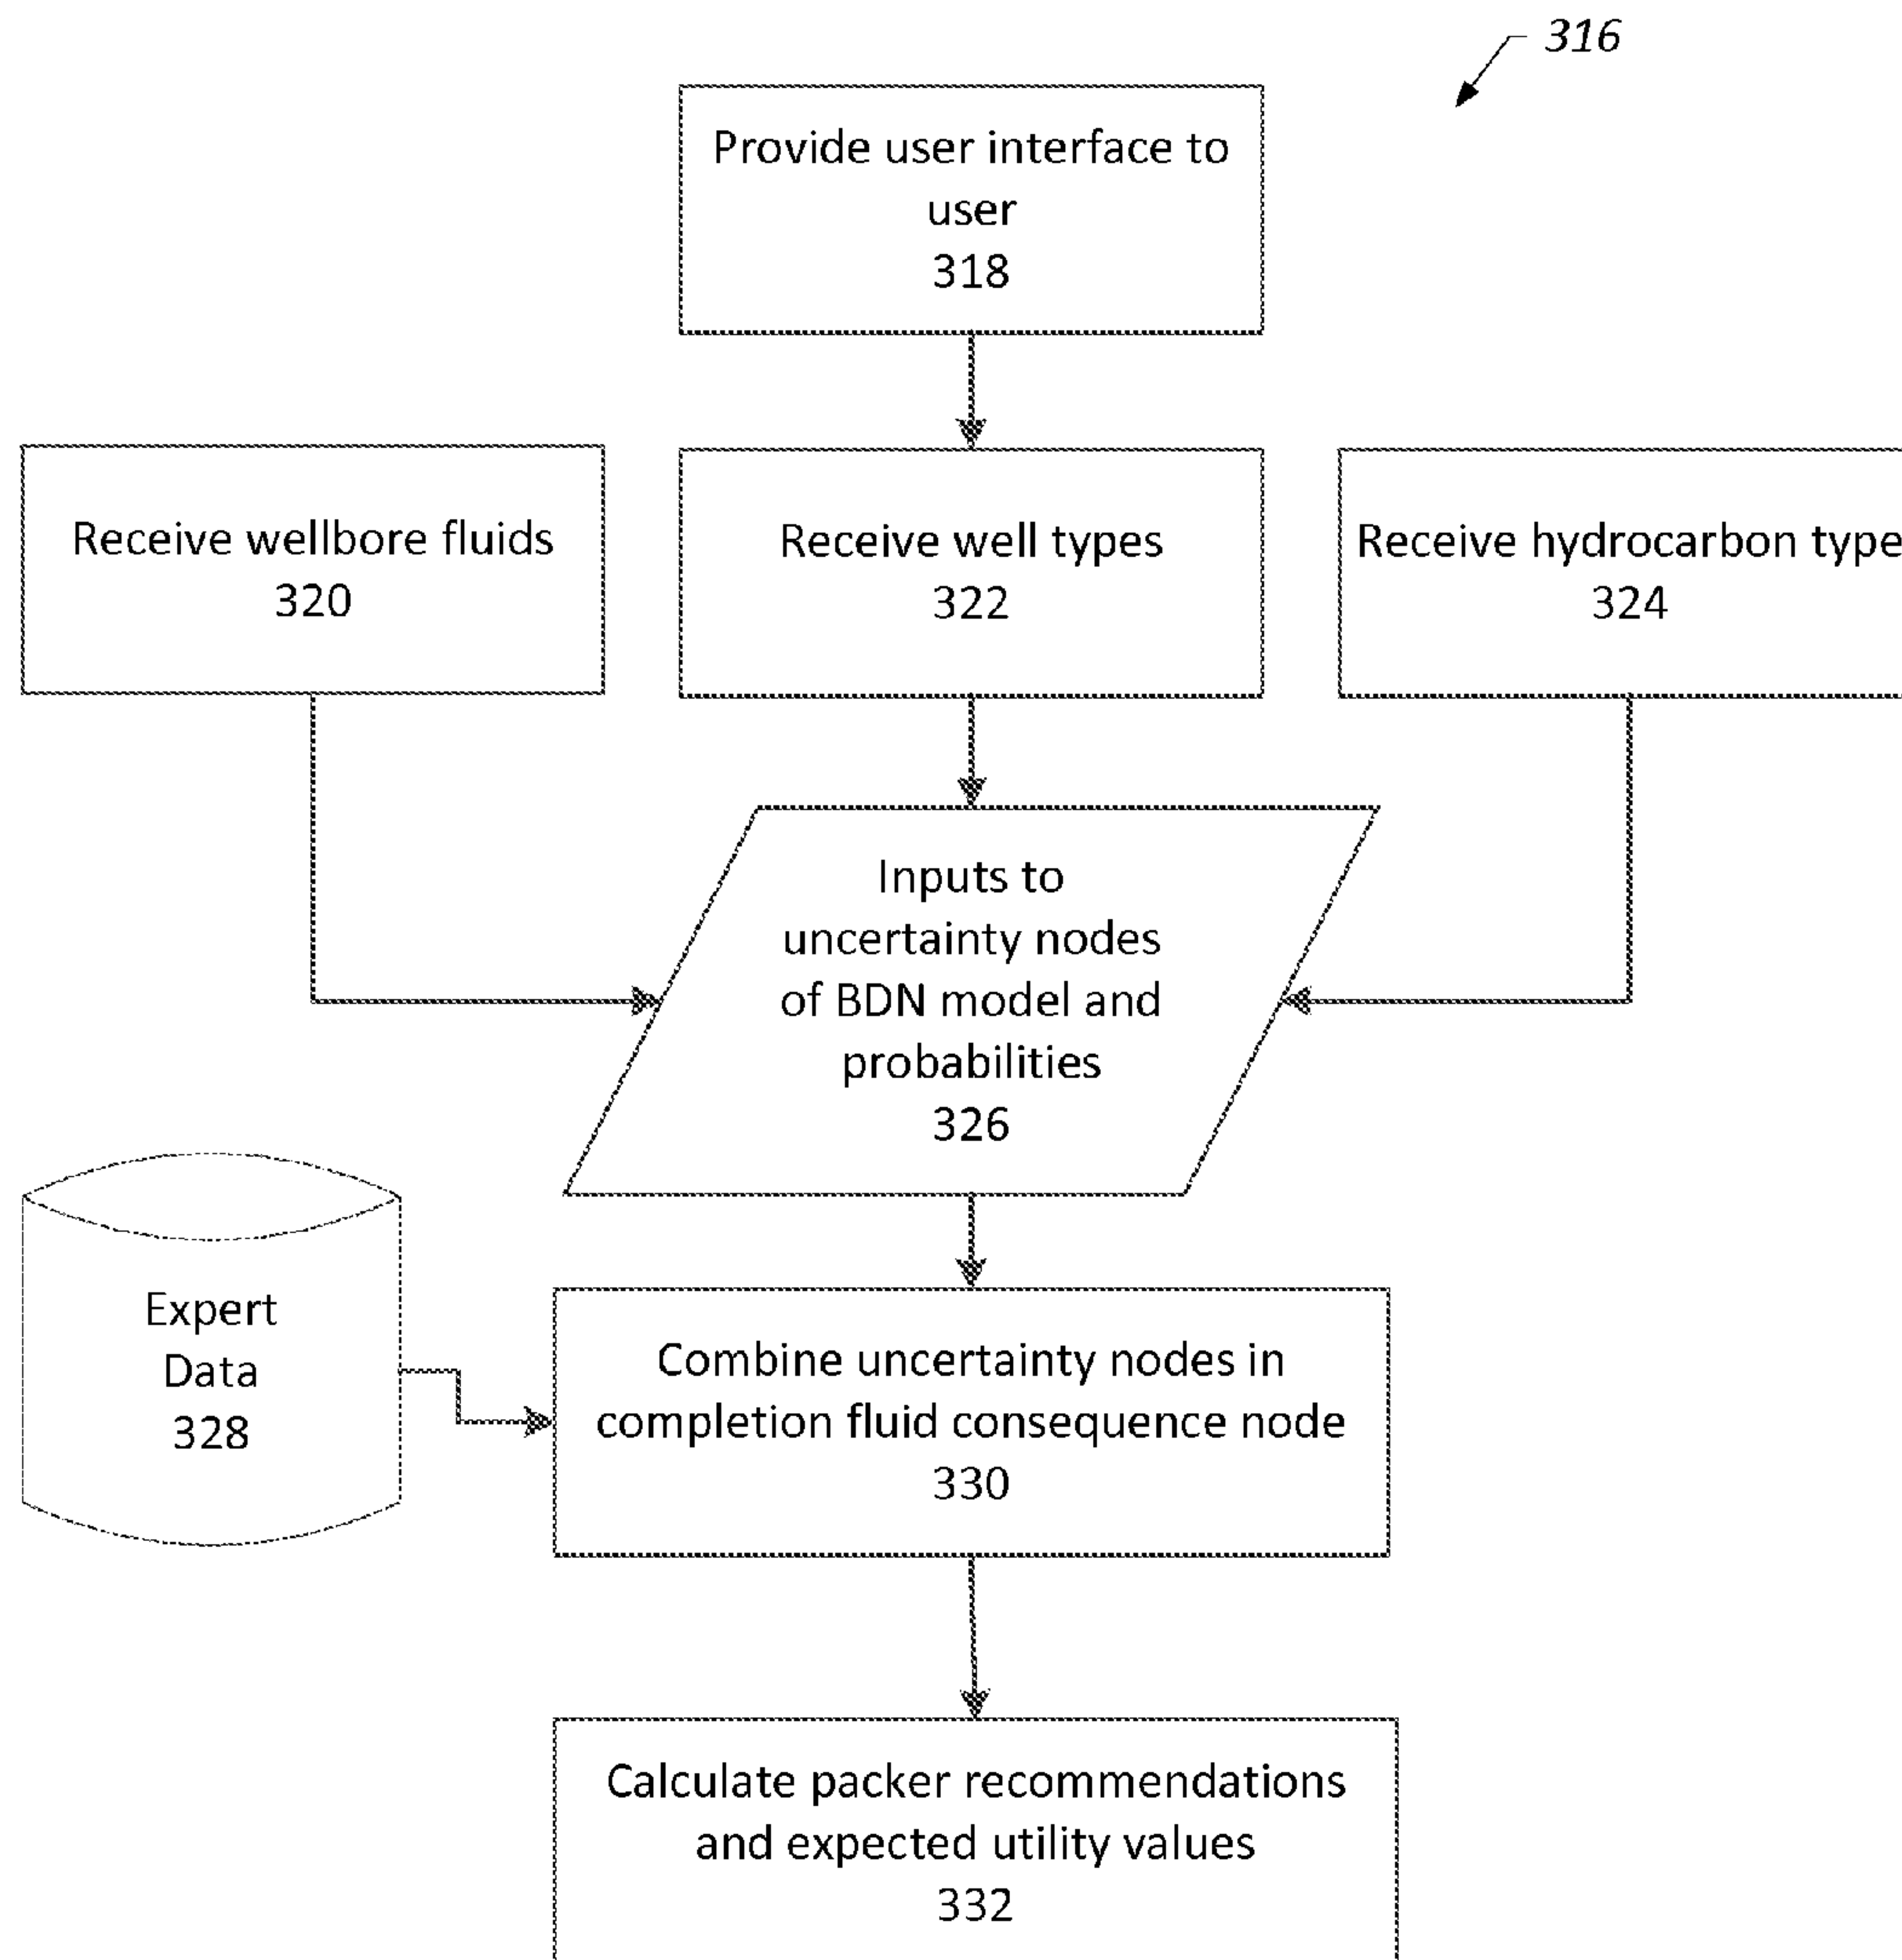 316
Provide user interface to
user
318
Receive wellbore fluids
320
Receive well types
322
Receive hydrocarbon type
324
Inputs to
uncertainty nodes
of BDN model and
probabilities
326
Expert
Data
328
Combine uncertainty nodes in
completion fluid consequence node
330
Calculate packer recommendations
and expected utility values
332